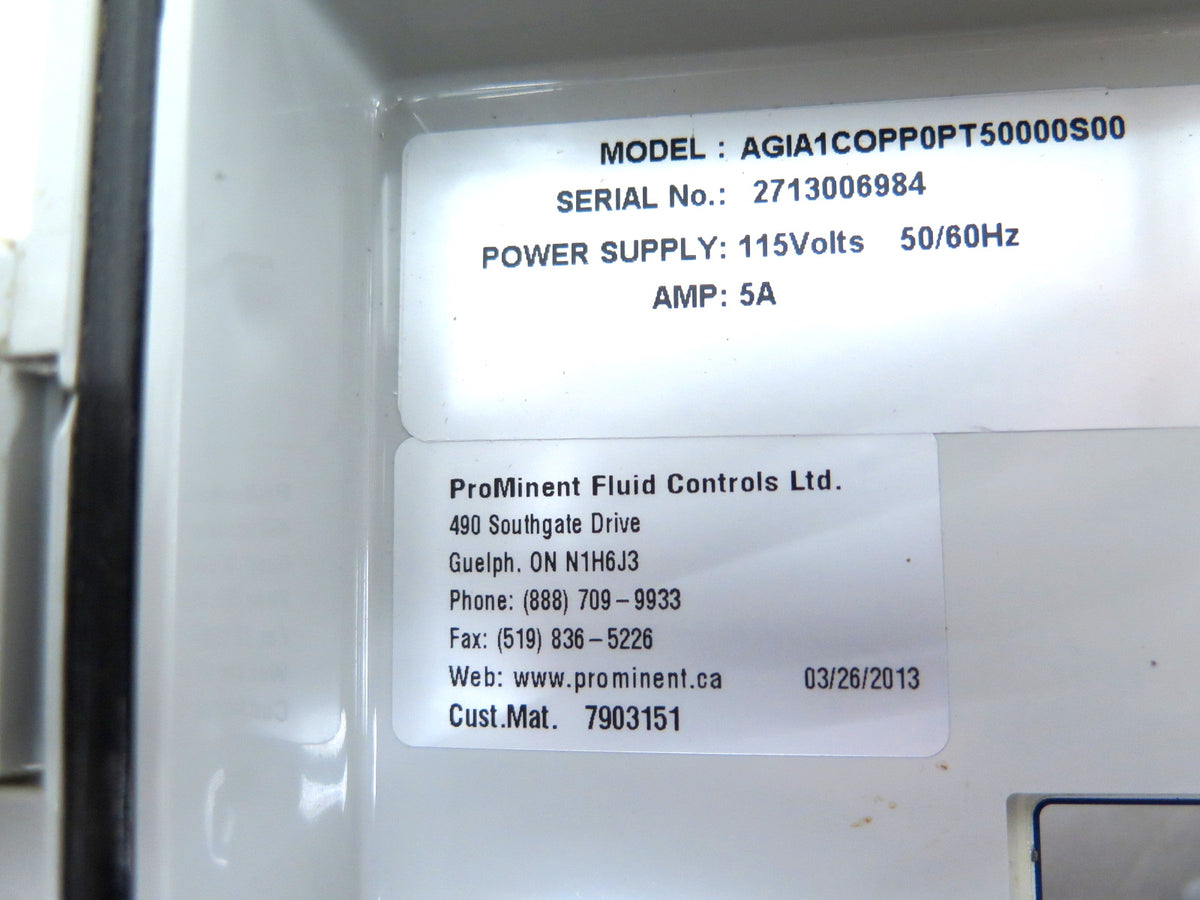 MODEL : AGIA1COPP0PT50000S00
SERIAL No.: 2713006984
POWER SUPPLY: 115Volts 50/60Hz
AMP: 5A
ProMinent Fluid Controls Ltd.
490 Southgate Drive
Guelph. ON N1H6J3
Phone: (888) 709-9933
Fax: (519) 836-5226
Web: www.prominent.ca 03/26/2013
Cust.Mat. 7903151